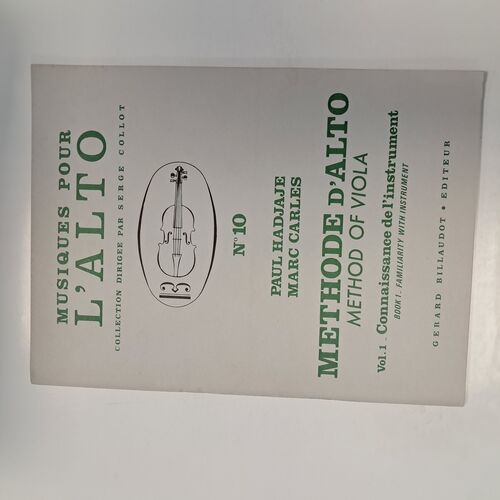 MUSIQUES POUR
L'ALTO
COLLECTION DIRIGEE PAR SERGE COLLOT
N° 10
PAUL HADJAJE
MARC CARLES
METHODE D'ALTO
METHOD OF VIOLA
Vol. 1 - Connaissance de l'instrument
BOOK 1 - FAMILIARITY WITH INSTRUMENT
GERARD BILLAUDOT • EDITEUR